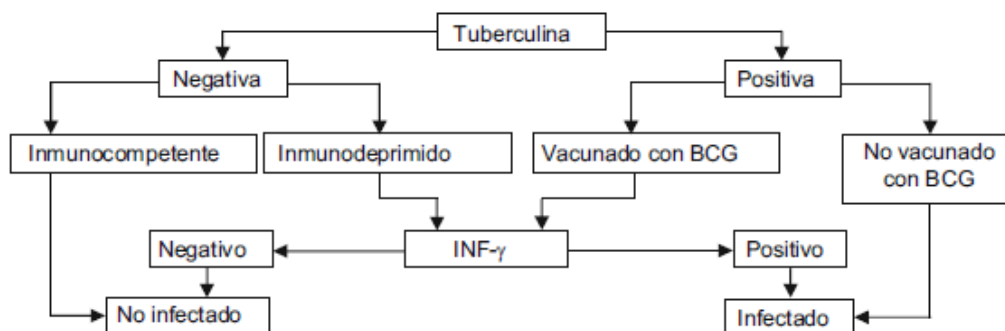 Tuberculina
Negativa
Positiva
Inmunocompetente
Inmunodeprimido
Vacunado con BCG
No vacunado
con BCG
Negativo
INF-γ
Positivo
No infectado
Infectado